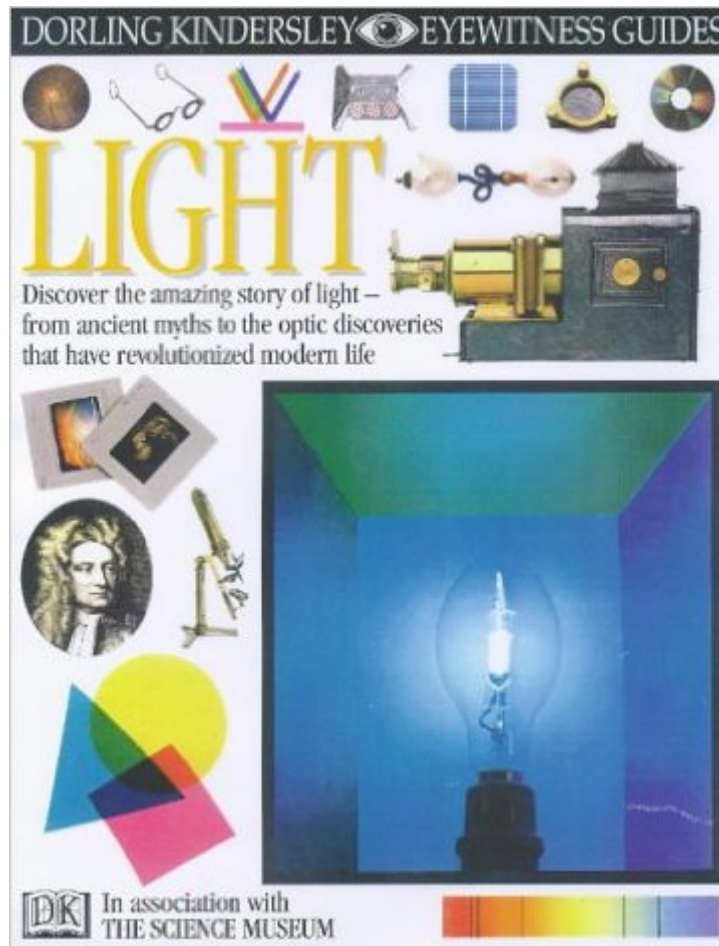 DORLING KINDERSLEY EYEWITNESS GUIDES
LIGHT
Discover the amazing story of light –
from ancient myths to the optic discoveries
that have revolutionized modern life
DK
In association with
THE SCIENCE MUSEUM